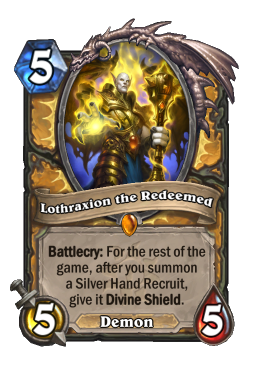 5
Lothraxion the Redeemed
Battlecry: For the rest of the
game, after you summon
a Silver Hand Recruit,
give it Divine Shield.
5
Demon
5